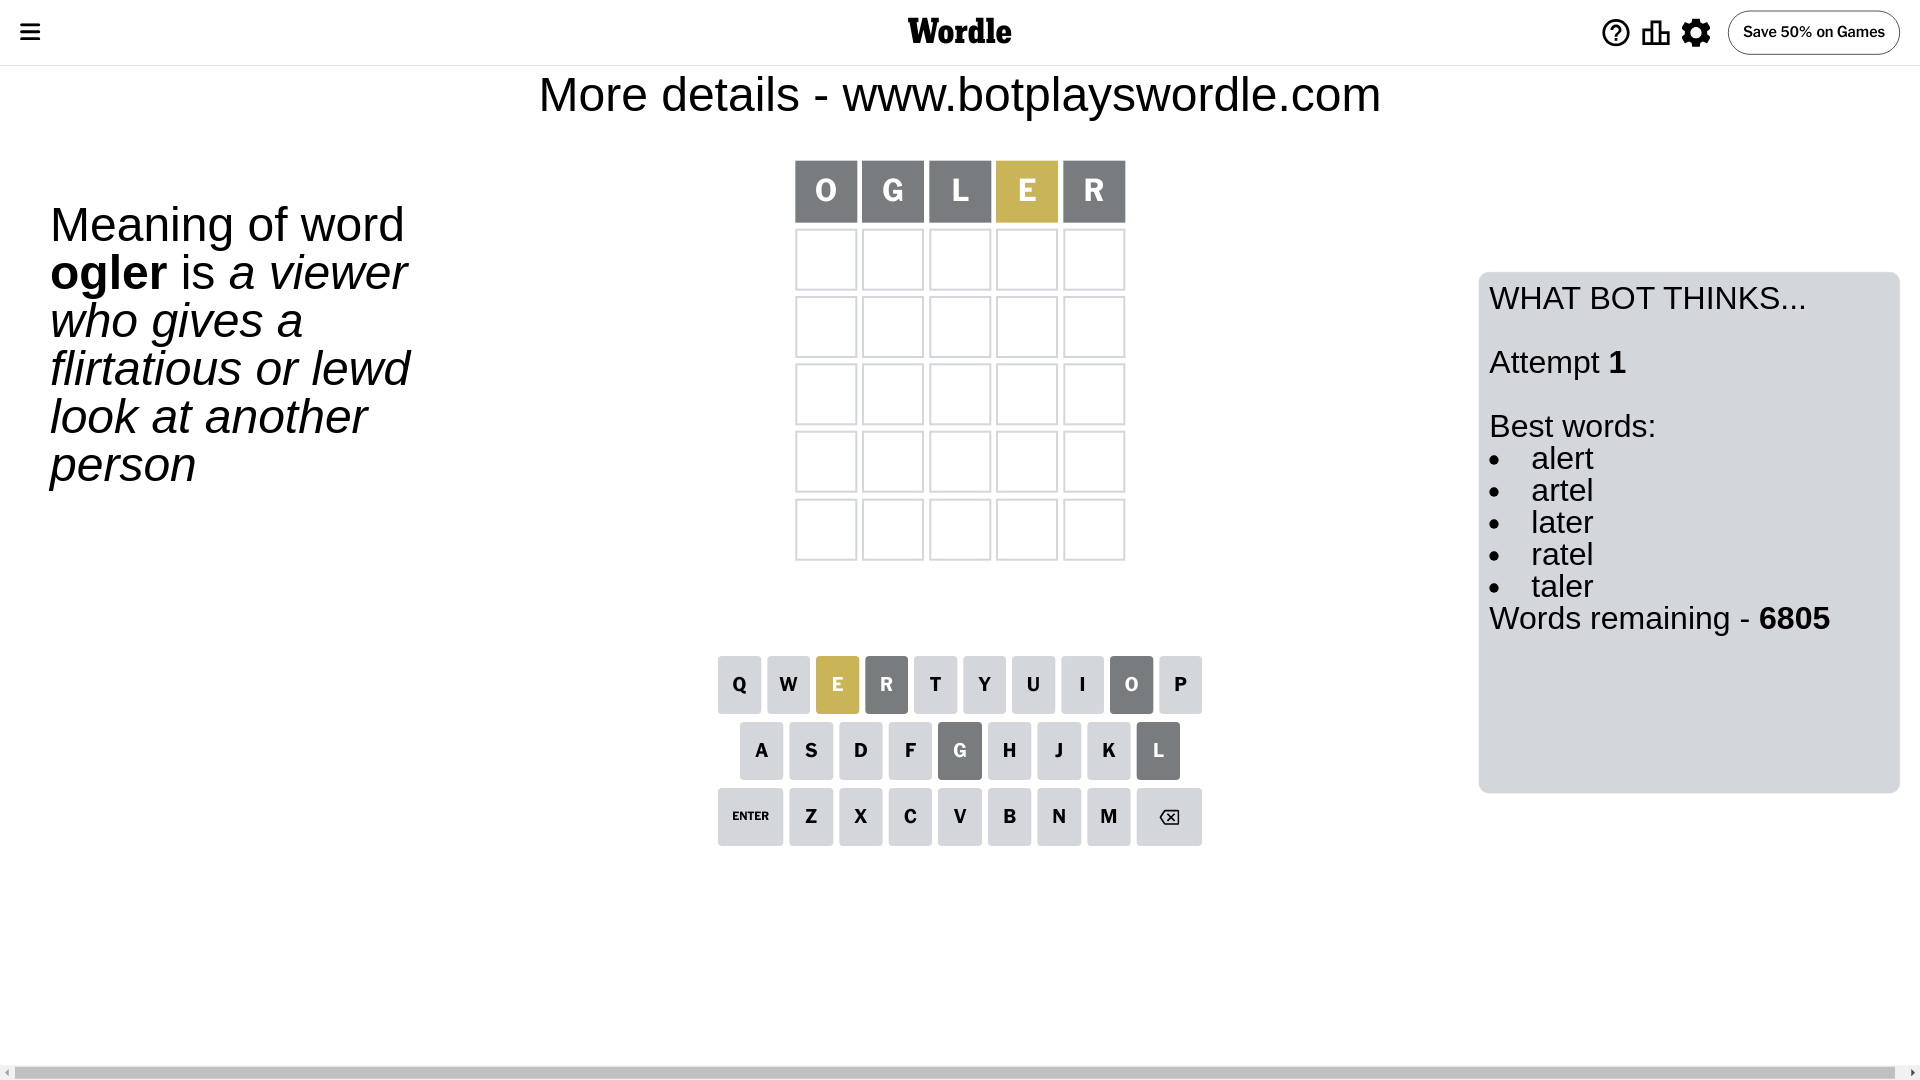 Wordle
Save 50% on Games
More details - www.botplayswordle.com
O G L E R
Meaning of word
ogler is a viewer
who gives a
flirtatious or lewd
look at another
person
WHAT BOT THINKS...
Attempt 1
Best words:
• alert
• artel
• later
• ratel
• taler
Words remaining - 6805
Q W E R T Y U I O P
A S D F G H J K L
ENTER Z X C V B N M